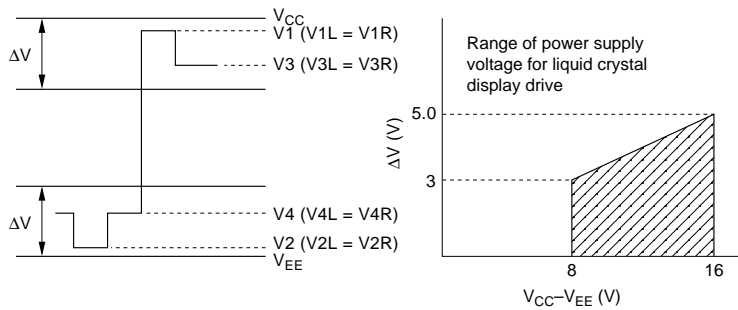 V_CC
V1 (V1L = V1R)
V3 (V3L = V3R)
ΔV
V4 (V4L = V4R)
V2 (V2L = V2R)
V_EE
ΔV
Range of power supply
voltage for liquid crystal
display drive
5.0
3
ΔV (V)
8
16
V_CC–V_EE (V)